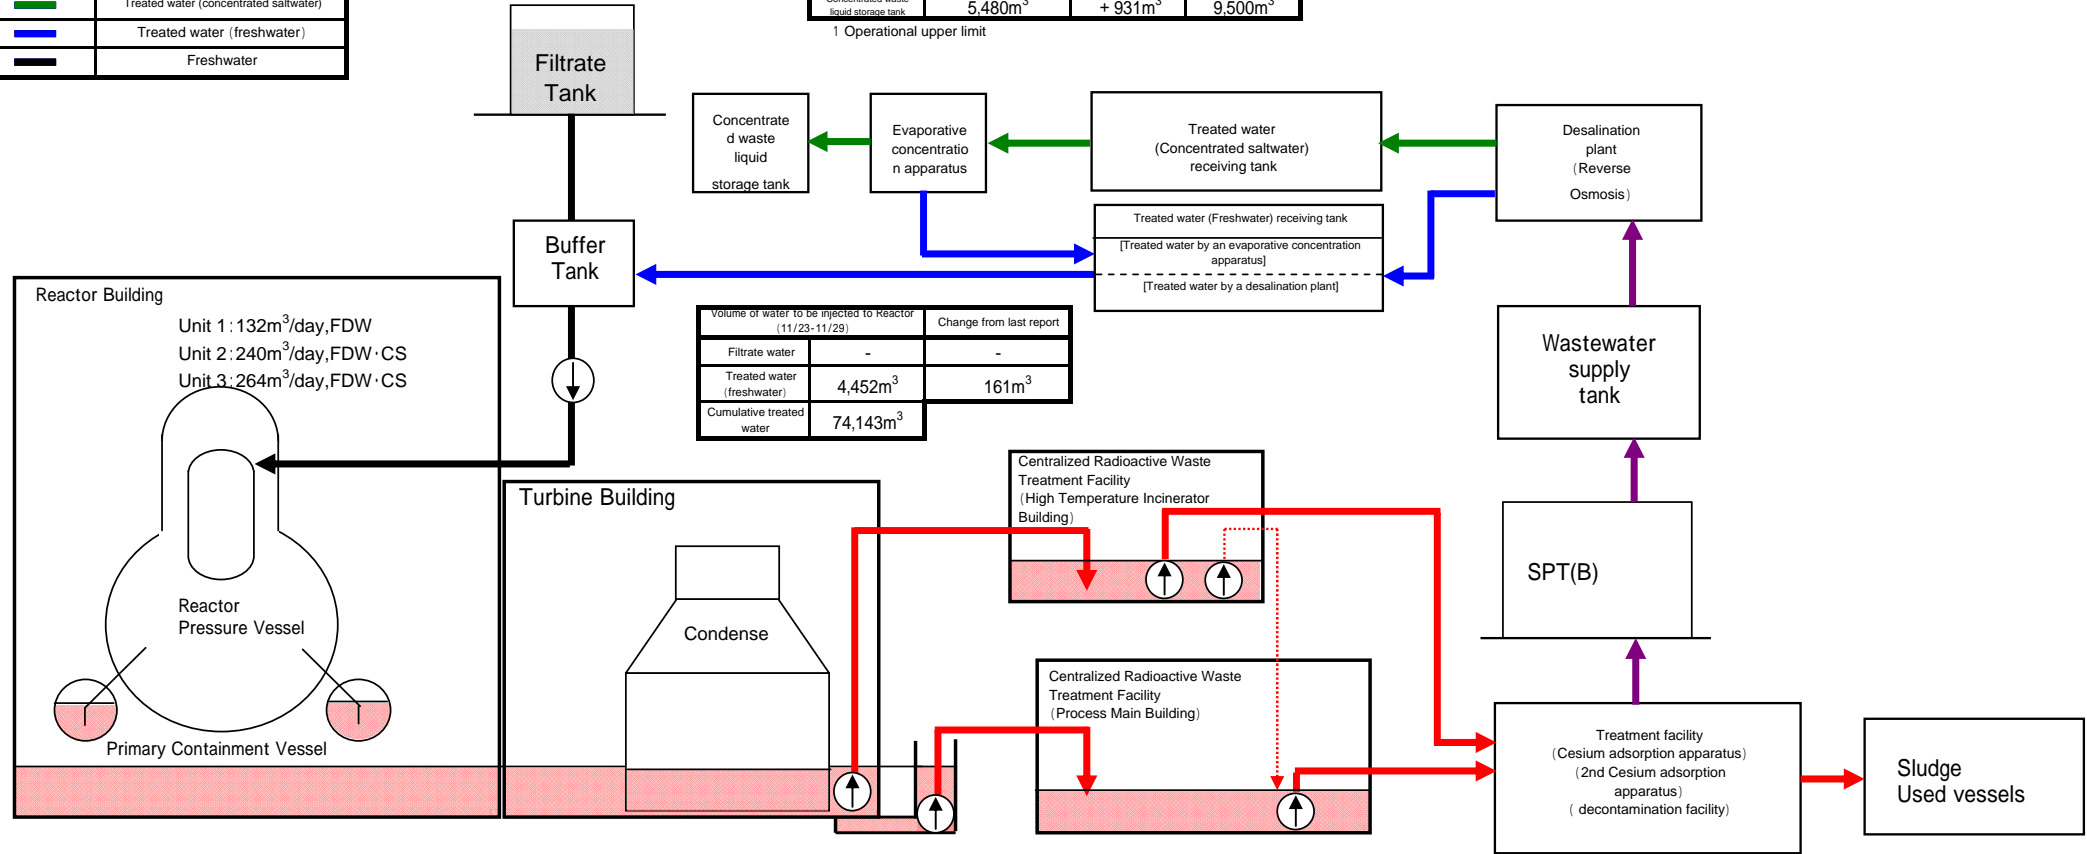 Treated water (concentrated saltwater)
Treated water (freshwater)
Freshwater
Concentrated waste
liquid storage tank
5,480m3
+ 931m3
9,500m3
1 Operational upper limit
Filtrate
Tank
Concentrate
d waste
liquid
storage tank
Evaporative
concentratio
n apparatus
Treated water
(Concentrated saltwater)
receiving tank
Desalination
plant
(Reverse
Osmosis)
Treated water (Freshwater) receiving tank
[Treated water by an evaporative concentration
apparatus]
[Treated water by a desalination plant]
Buffer
Tank
Reactor Building
Unit 1:132m3/day,FDW
Unit 2:240m3/day,FDW·CS
Unit 3:264m3/day,FDW·CS
Volume of water to be injected to Reactor
(11/23-11/29)
Change from last report
Filtrate water
-
-
Treated water
(freshwater)
4,452m3
161m3
Cumulative treated
water
74,143m3
Wastewater
supply
tank
Centralized Radioactive Waste
Treatment Facility
(High Temperature Incinerator
Building)
Turbine Building
SPT(B)
Condense
Reactor
Pressure Vessel
Primary Containment Vessel
Centralized Radioactive Waste
Treatment Facility
(Process Main Building)
Treatment facility
(Cesium adsorption apparatus)
(2nd Cesium adsorption
apparatus)
( decontamination facility)
Sludge
Used vessels